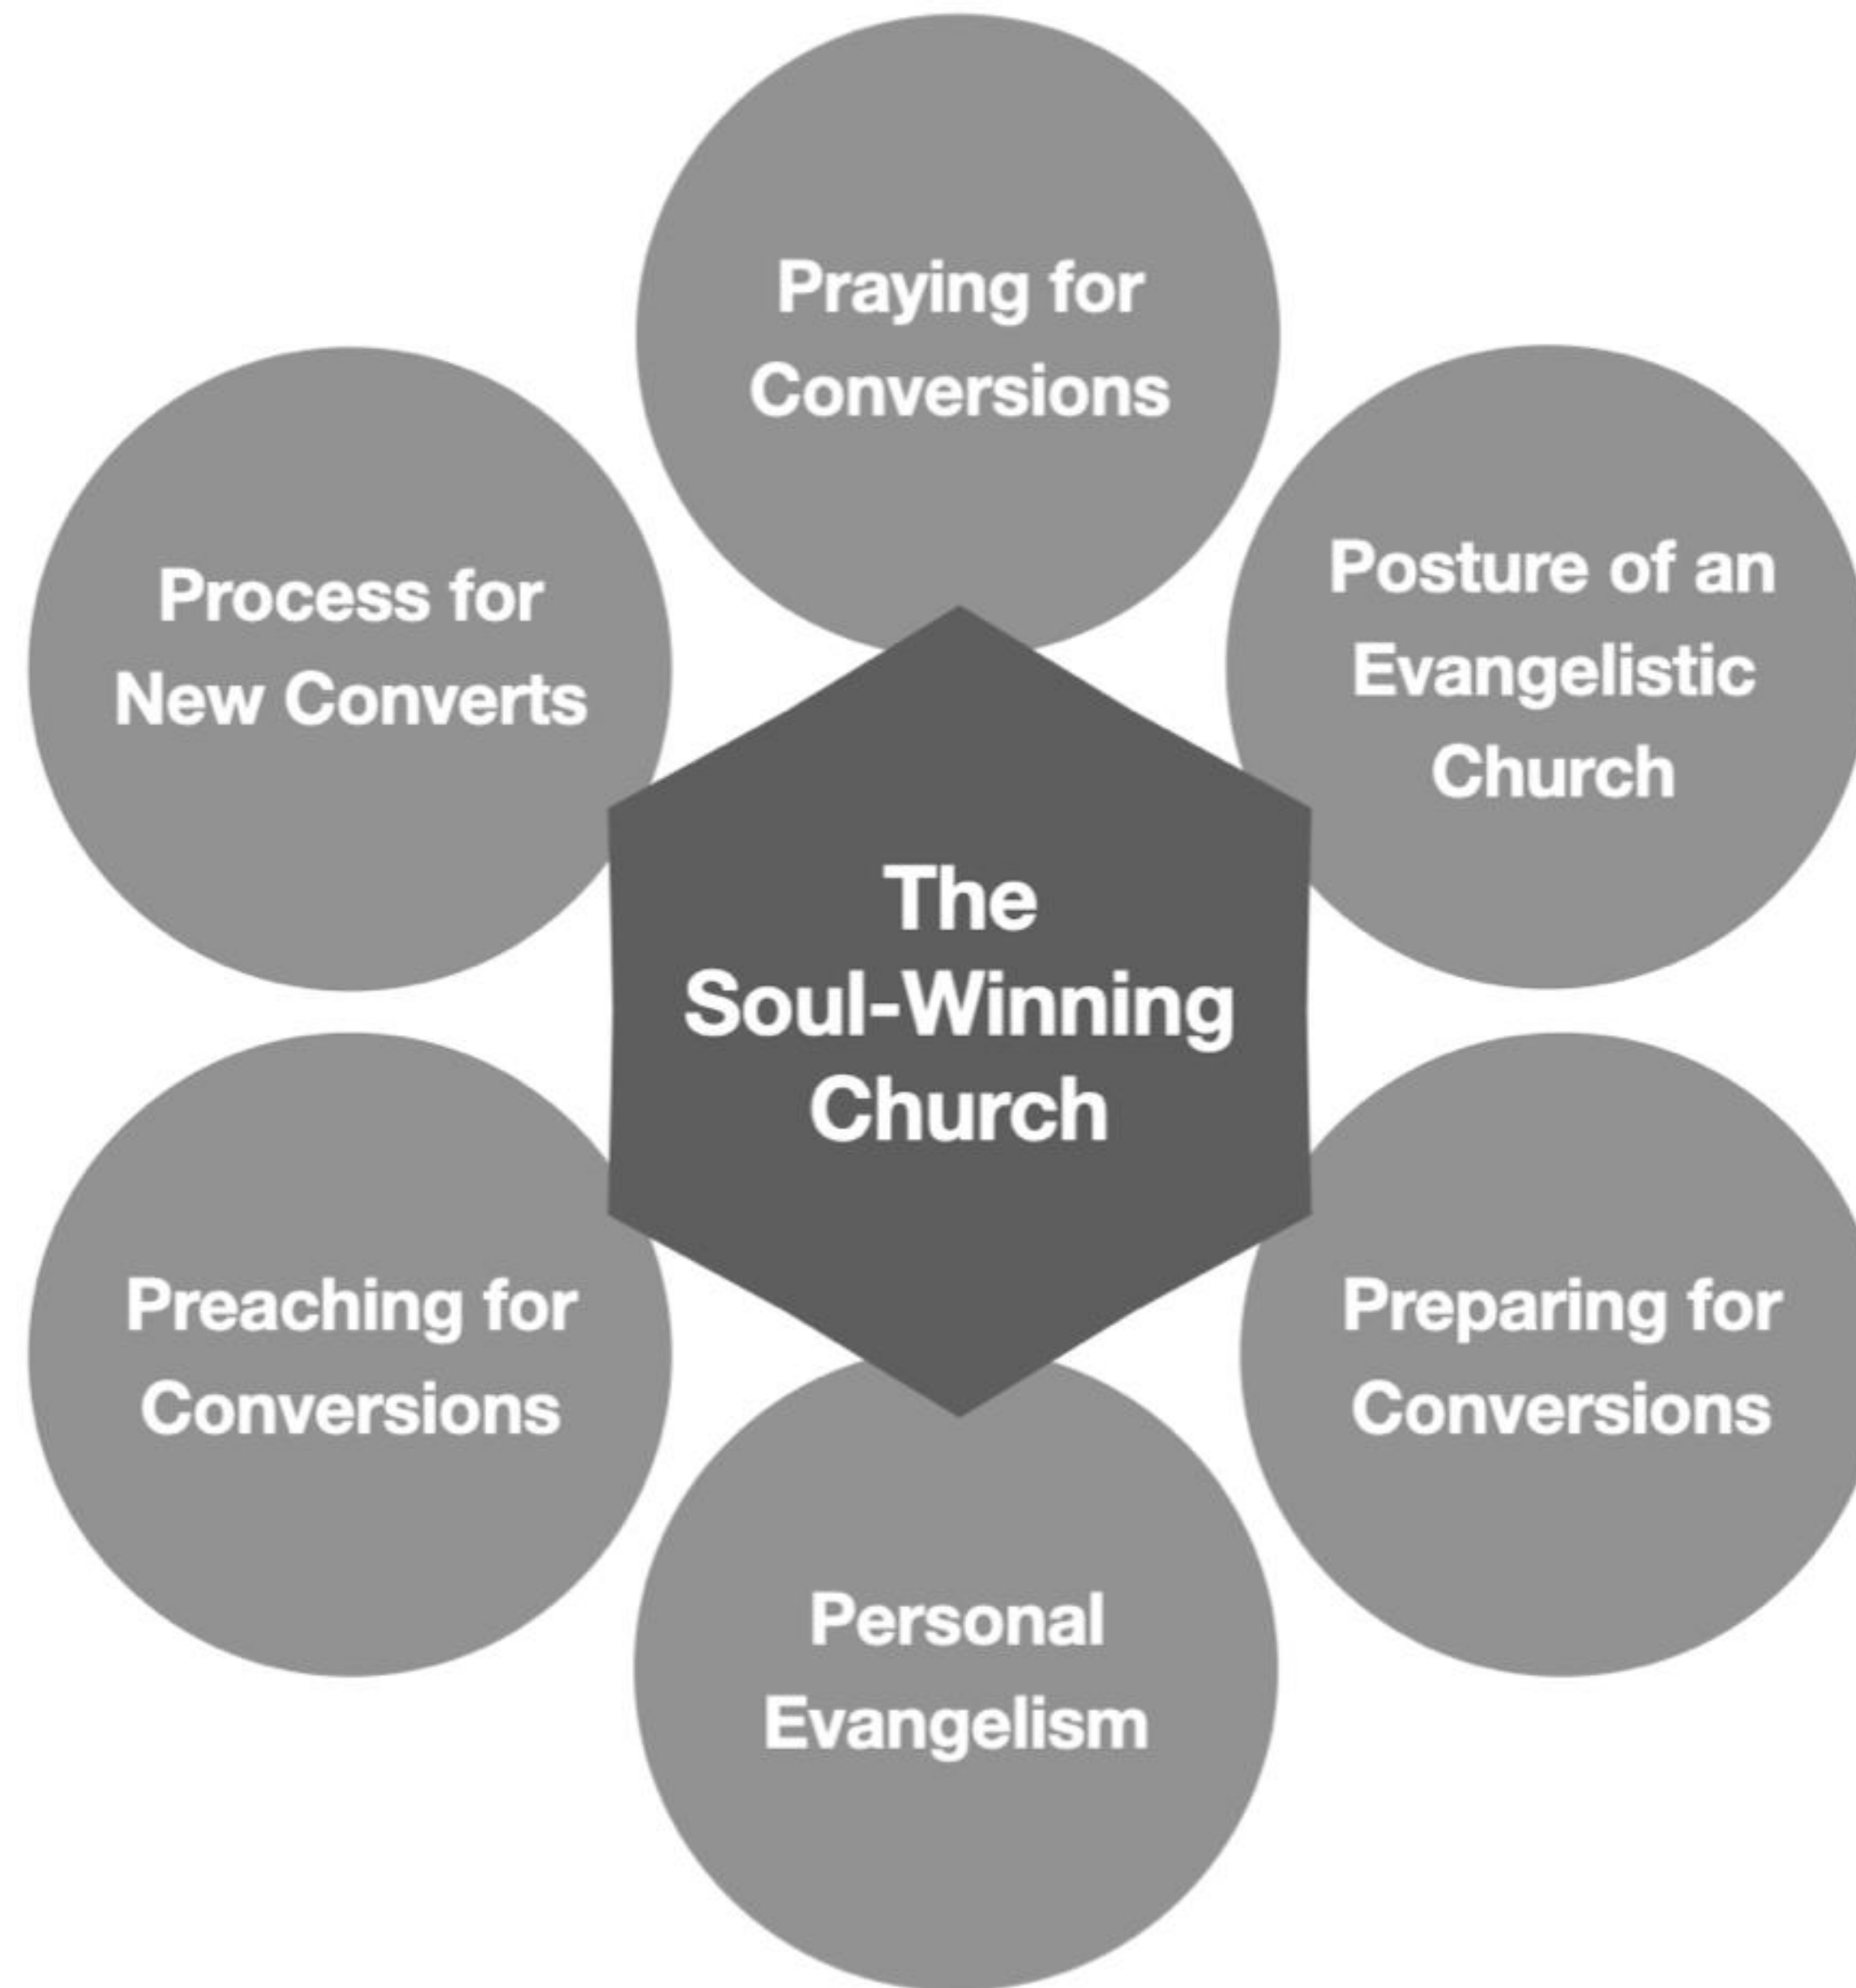 Praying for
Conversions
Posture of an
Evangelistic
Church
Process for
New Converts
The
Soul-Winning
Church
Preaching for
Conversions
Preparing for
Conversions
Personal
Evangelism